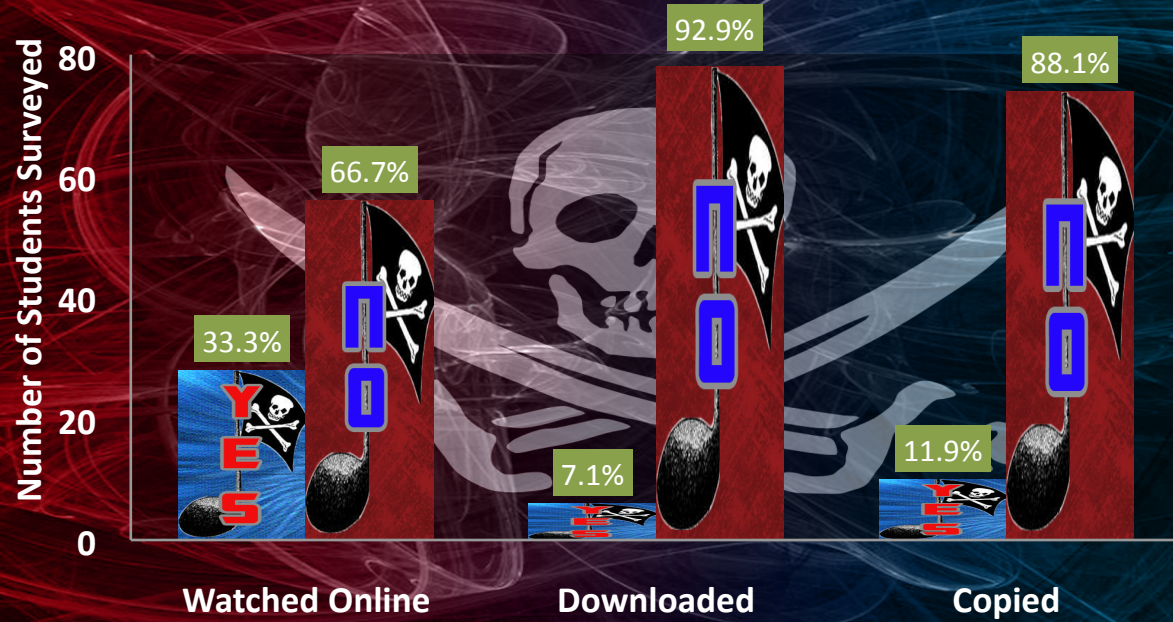 Number of Students Surveyed
80
60
40
20
0
33.3%
66.7%
7.1%
92.9%
11.9%
88.1%
YES
no
YES
no
YES
no
Watched Online
Downloaded
Copied